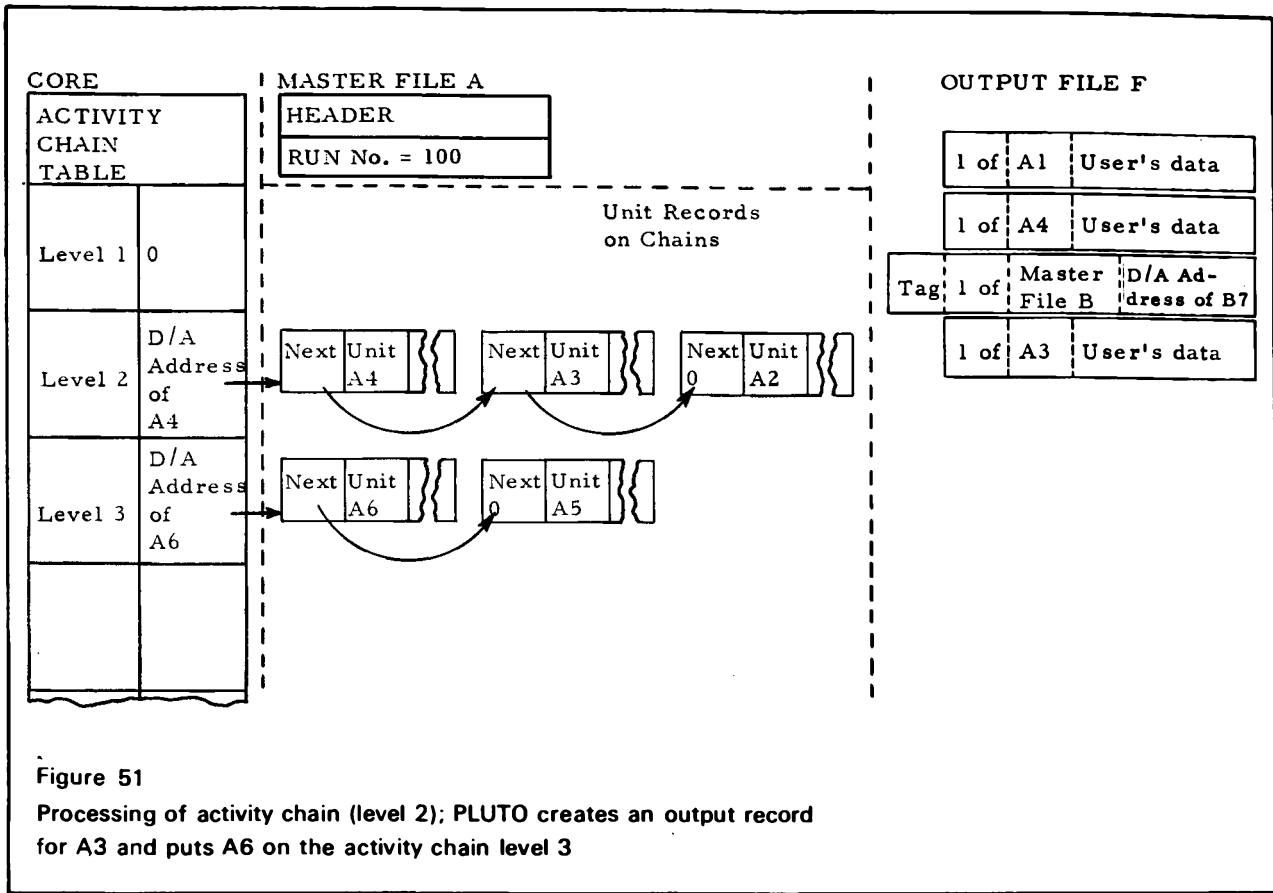 CORE
ACTIVITY
CHAIN
TABLE
Level 1
0
Level 2
D/A
Address
of
A4
Level 3
D/A
Address
of
A6
MASTER FILE A
HEADER
RUN No. = 100
Unit Records
on Chains
Next Unit
A4
Next Unit
A3
Next Unit
0 A2
Next Unit
A6
Next Unit
0 A5
OUTPUT FILE F
1 of A1 User's data
1 of A4 User's data
Tag 1 of Master File B D/A Ad-
dress of B7
1 of A3 User's data
Figure 51
Processing of activity chain (level 2); PLUTO creates an output record
for A3 and puts A6 on the activity chain level 3